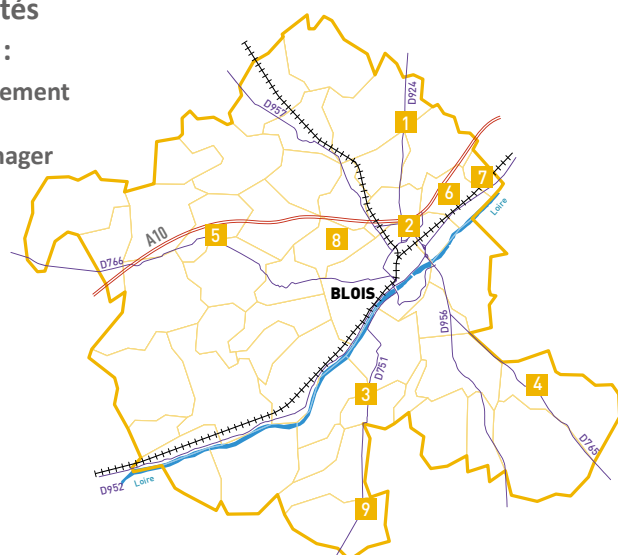 tés
:
ement
nager
D957
D924
1
7
6
2
A10
5
8
Loire
D766
BLOIS
D956
D751
3
4
D765
D952
Loire
9